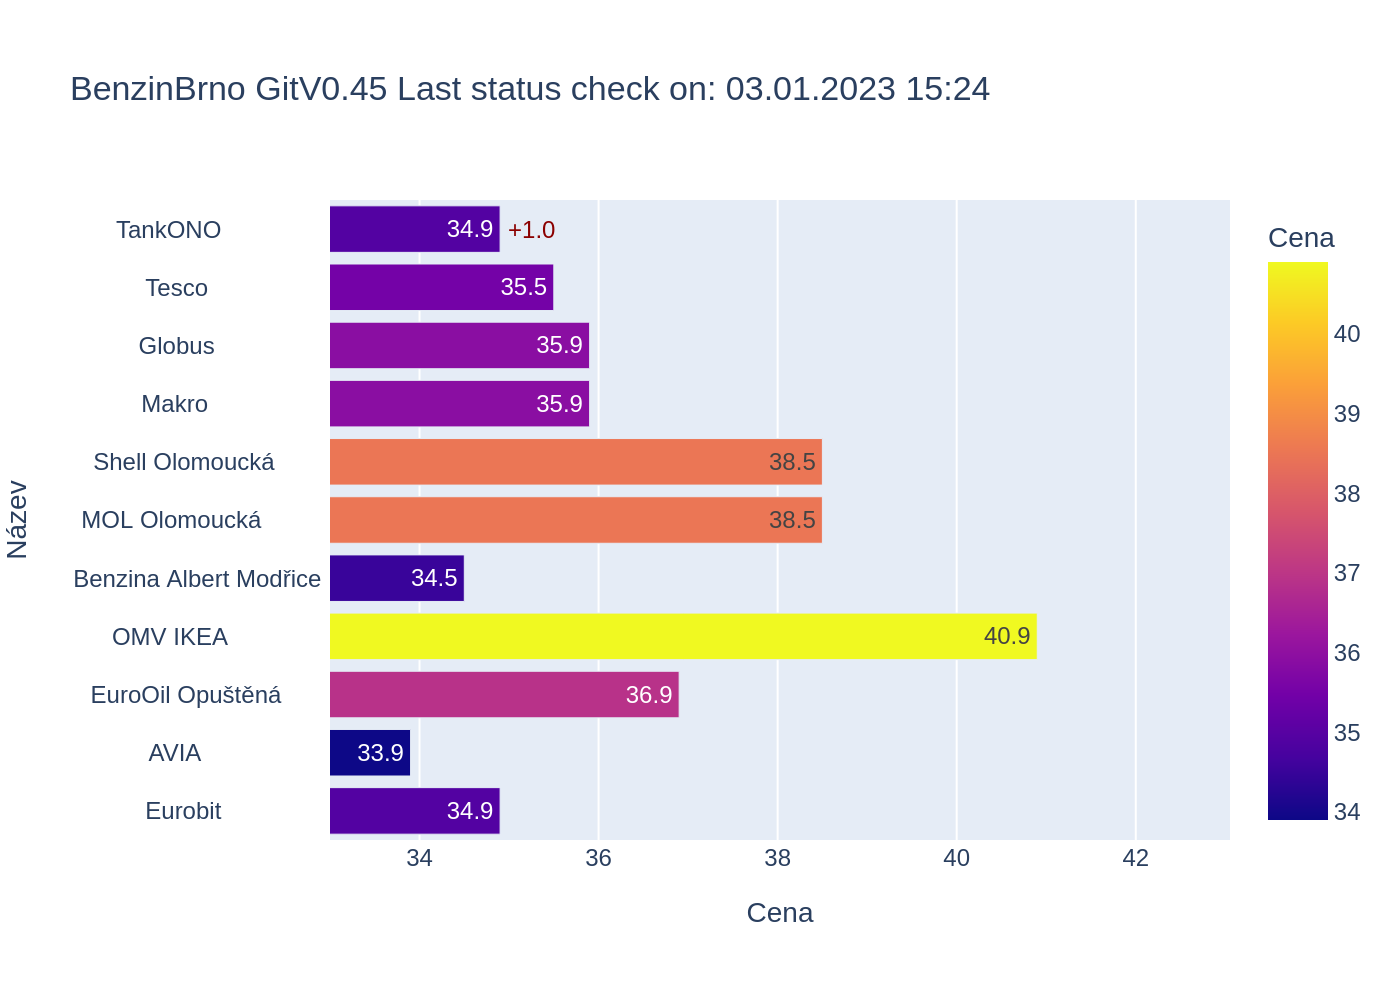 BenzinBrno GitV0.45 Last status check on: 03.01.2023 15:24
Název
TankONO 34.9 +1.0
Tesco 35.5
Globus 35.9
Makro 35.9
Shell Olomoucká 38.5
MOL Olomoucká 38.5
Benzina Albert Modřice 34.5
OMV IKEA 40.9
EuroOil Opuštěná 36.9
AVIA 33.9
Eurobit 34.9
34 36 38 40 42
Cena
Cena
40
39
38
37
36
35
34